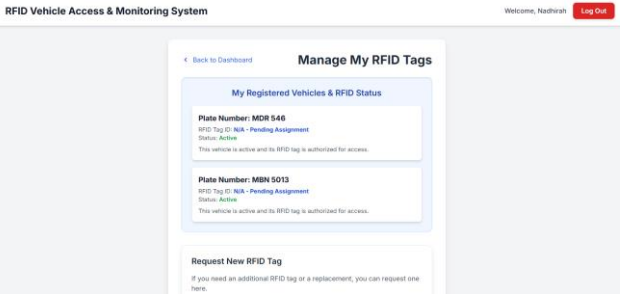 RFID Vehicle Access & Monitoring System
Welcome, Nadhirah
Log Out
Back to Dashboard
Manage My RFID Tags
My Registered Vehicles & RFID Status
Plate Number: MDR 546
RFID Tag ID: N/A - Pending Assignment
Status: Active
This vehicle is active and its RFID tag is authorized for access.
Plate Number: MBN 5013
RFID Tag ID: N/A - Pending Assignment
Status: Active
This vehicle is active and its RFID tag is authorized for access.
Request New RFID Tag
If you need an additional RFID tag or a replacement, you can request one
here.